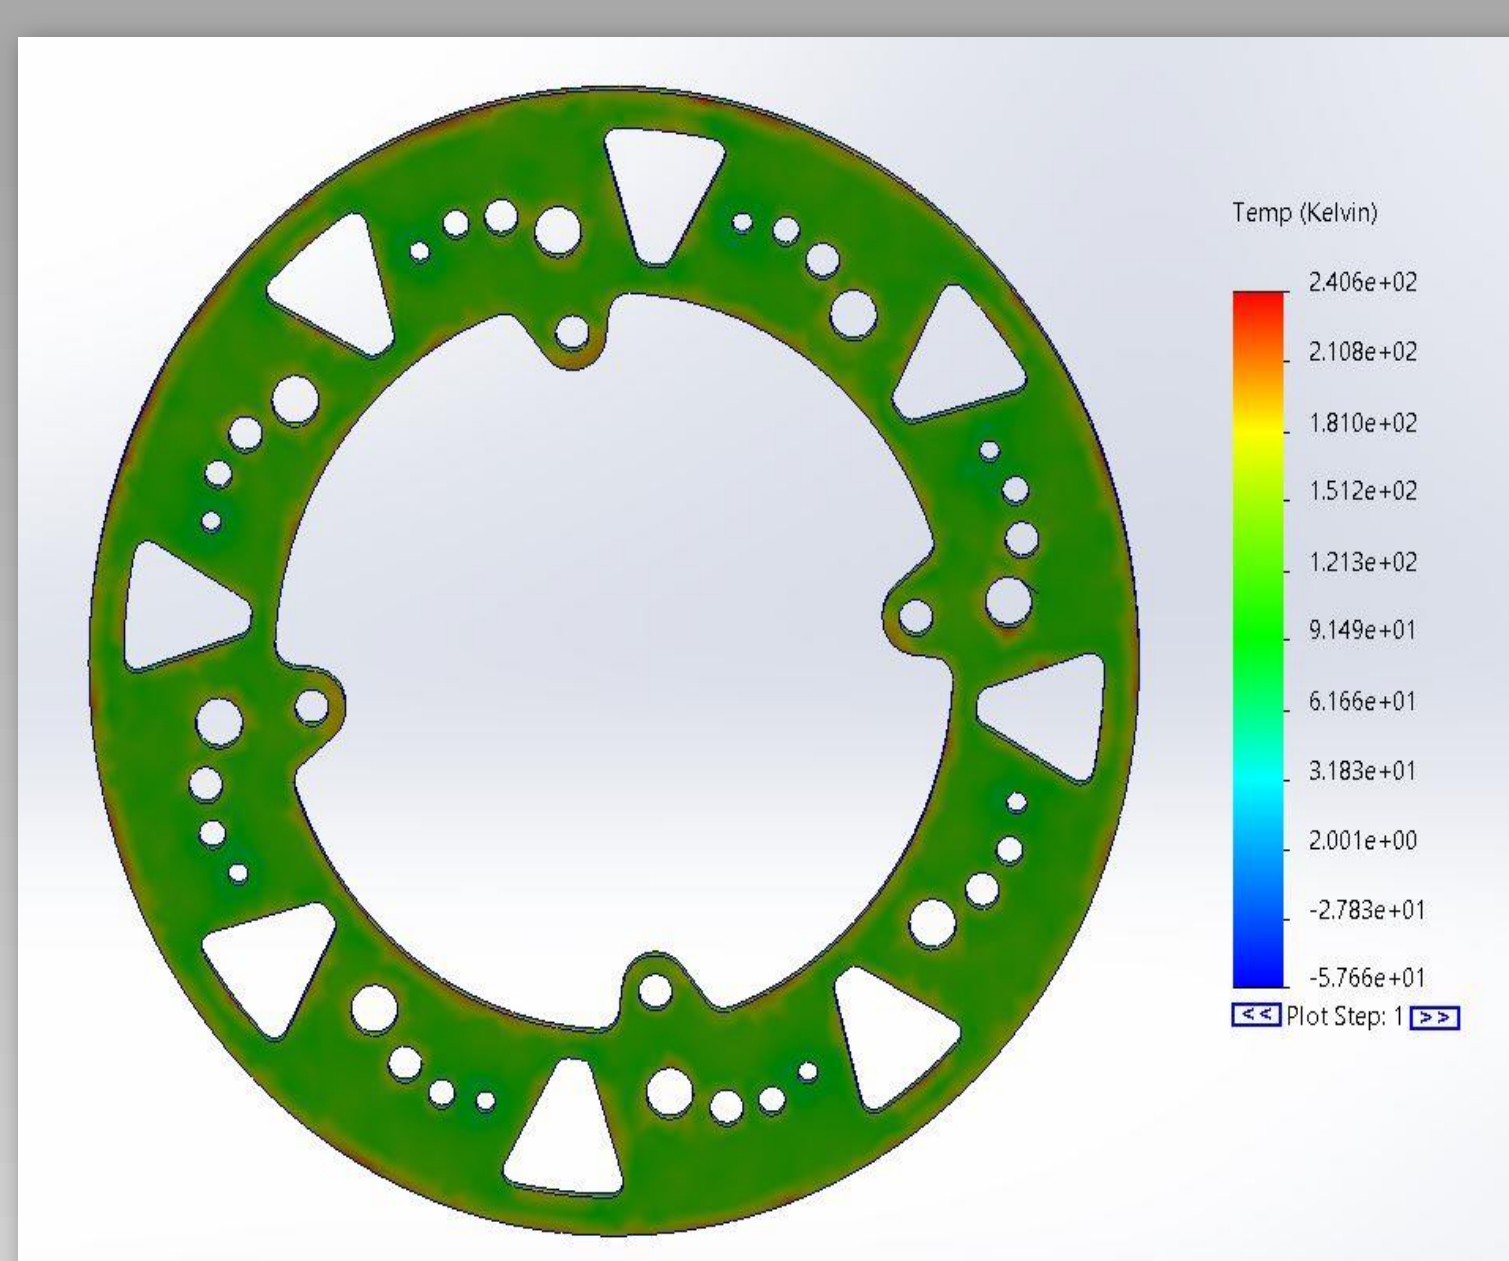 Temp (Kelvin)
2.406e+02
2.108e+02
1.810e+02
1.512e+02
1.213e+02
9.149e+01
6.166e+01
3.183e+01
2.001e+00
-2.783e+01
-5.766e+01
<< Plot Step: 1 >>